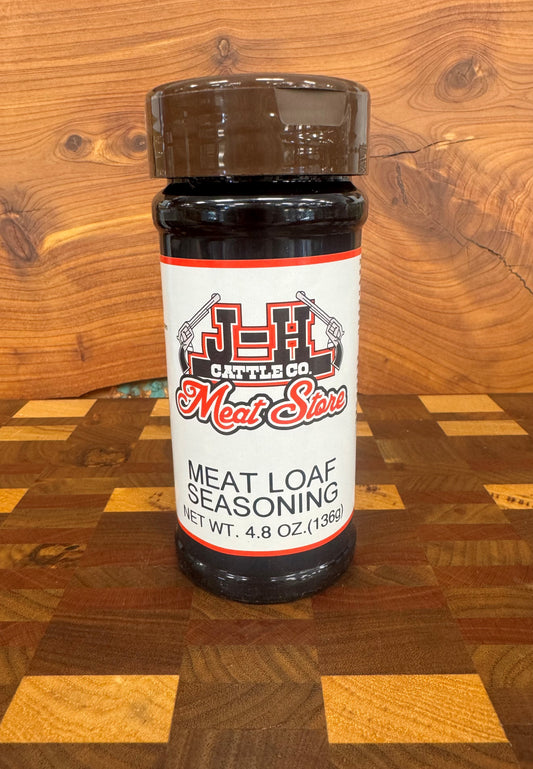 J-H
CATTLE CO.
Meat Store
MEAT LOAF
SEASONING
NET WT. 4.8 OZ.(136g)